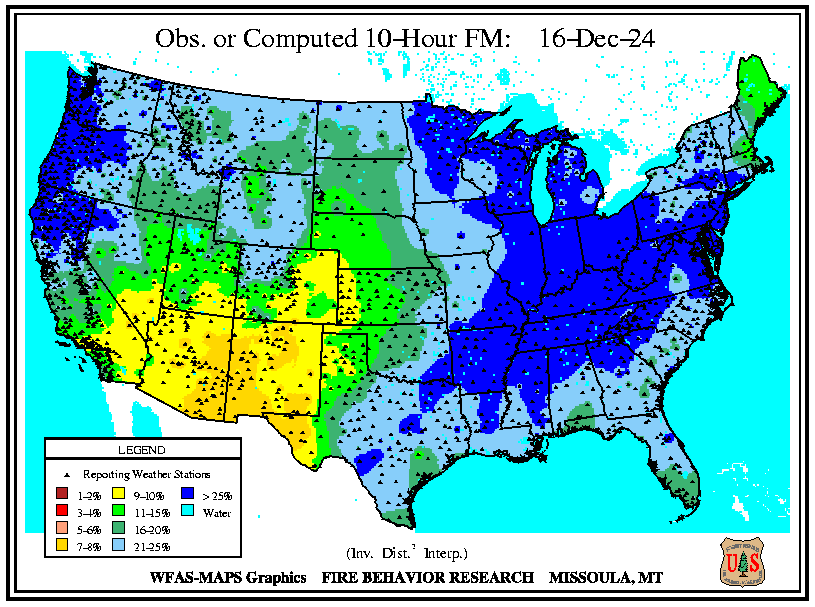 Obs. or Computed 10-Hour FM: 16-Dec-24
LEGEND
Reporting Weather Stations
1-2% 9-10% > 25%
3-4% 11-15% Water
5-6% 16-20%
7-8% 21-25%
(Inv. Dist.² Interp.)
WFAS-MAPS Graphics FIRE BEHAVIOR RESEARCH MISSOULA, MT
U S